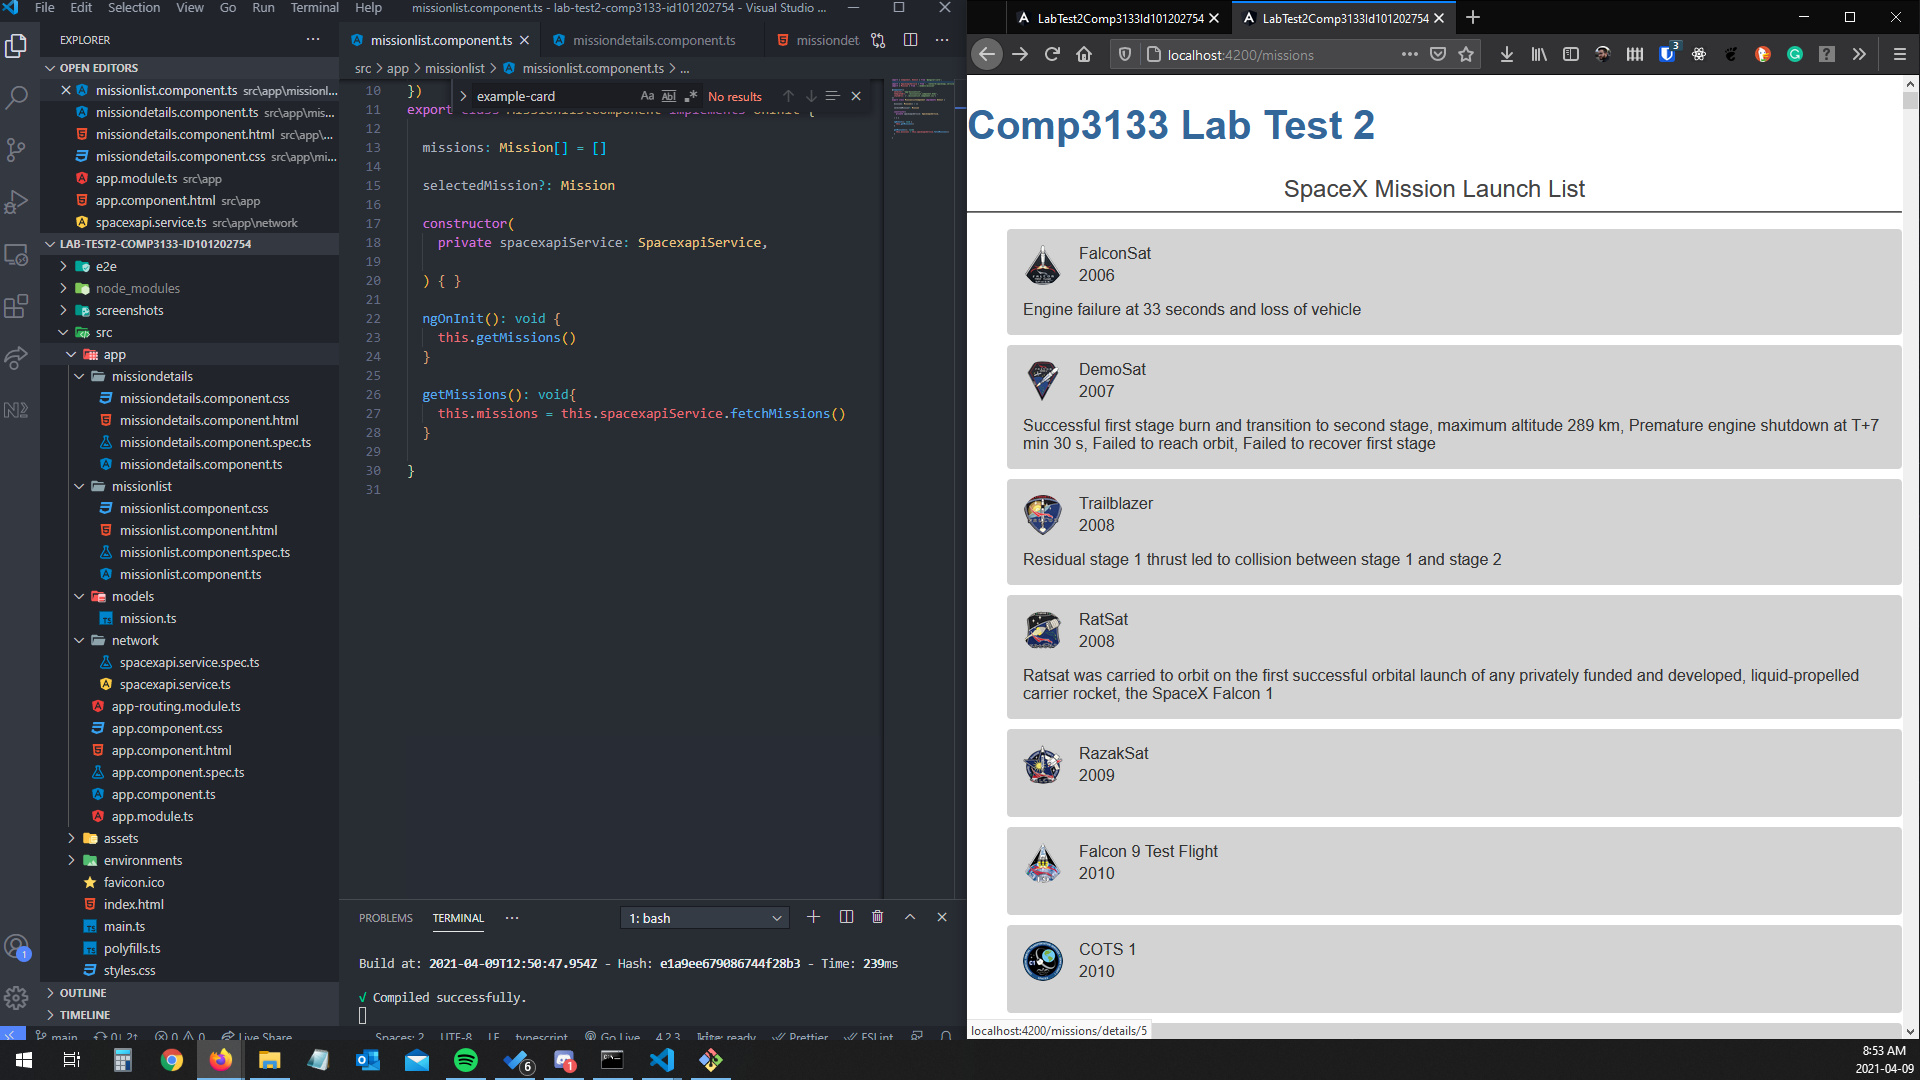 File Edit Selection View Go Run Terminal Help missionlist.component.ts - lab-test2-comp3133-id101202754 - Visual Studio ...
EXPLORER
OPEN EDITORS
missionlist.component.ts src\app\missionl...
missiondetails.component.ts src\app\mis...
missiondetails.component.html src\app\...
missiondetails.component.css src\app\mi...
app.module.ts src\app
app.component.html src\app
spacexapi.service.ts src\app\network
LAB-TEST2-COMP3133-ID101202754
e2e
node_modules
screenshots
src
app
missiondetails
missiondetails.component.css
missiondetails.component.html
missiondetails.component.spec.ts
missiondetails.component.ts
missionlist
missionlist.component.css
missionlist.component.html
missionlist.component.spec.ts
missionlist.component.ts
models
mission.ts
network
spacexapi.service.spec.ts
spacexapi.service.ts
app-routing.module.ts
app.component.css
app.component.html
app.component.spec.ts
app.component.ts
app.module.ts
assets
environments
favicon.ico
index.html
main.ts
polyfills.ts
styles.css
OUTLINE
TIMELINE
missionlist.component.ts missiondetails.component.ts missiondet
src > app > missionlist > missionlist.component.ts > ...
example-card Aa Abl .* No results
10 })
11 export class MissionlistComponent implements OnInit {
12
13 missions: Mission[] = []
14
15 selectedMission?: Mission
16
17 constructor(
18 private spacexapiService: SpacexapiService,
19
20 ) { }
21
22 ngOnInit(): void {
23 this.getMissions()
24 }
25
26 getMissions(): void{
27 this.missions = this.spacexapiService.fetchMissions()
28 }
29
30 }
31
PROBLEMS TERMINAL ... 1: bash
Build at: 2021-04-09T12:50:47.954Z - Hash: e1a9ee679086744f28b3 - Time: 239ms
√ Compiled successfully.
main 0↓ 2↑ 0 0 Live Share Spaces: 2 UTF-8 LF typescript Go Live 4.2.3 ready Prettier ESLint
LabTest2Comp3133Id101202754 LabTest2Comp3133Id101202754
localhost:4200/missions
3
Comp3133 Lab Test 2
SpaceX Mission Launch List
FalconSat
2006
Engine failure at 33 seconds and loss of vehicle
DemoSat
2007
Successful first stage burn and transition to second stage, maximum altitude 289 km, Premature engine shutdown at T+7
min 30 s, Failed to reach orbit, Failed to recover first stage
Trailblazer
2008
Residual stage 1 thrust led to collision between stage 1 and stage 2
RatSat
2008
Ratsat was carried to orbit on the first successful orbital launch of any privately funded and developed, liquid-propelled
carrier rocket, the SpaceX Falcon 1
RazakSat
2009
Falcon 9 Test Flight
2010
COTS 1
2010
localhost:4200/missions/details/5
1
6
1
8:53 AM
2021-04-09